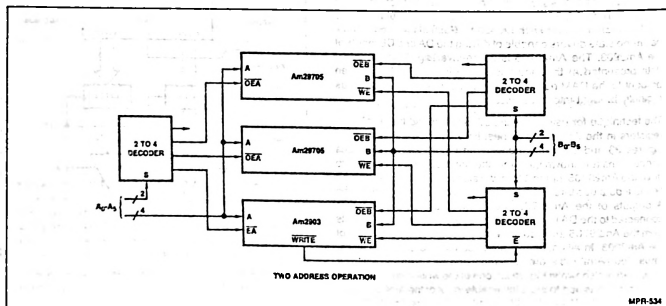 Am29705
A
OEA
OEB
B
WE
2 TO 4
DECODER
S
2 TO 4
DECODER
S
Am29705
A
OEA
OEB
B
WE
2
4
B0-B5
A0-A5
2
4
Am2903
A
EA
OEB
B
WE
WRITE
2 TO 4
DECODER
S
E
TWO ADDRESS OPERATION
MPR-334